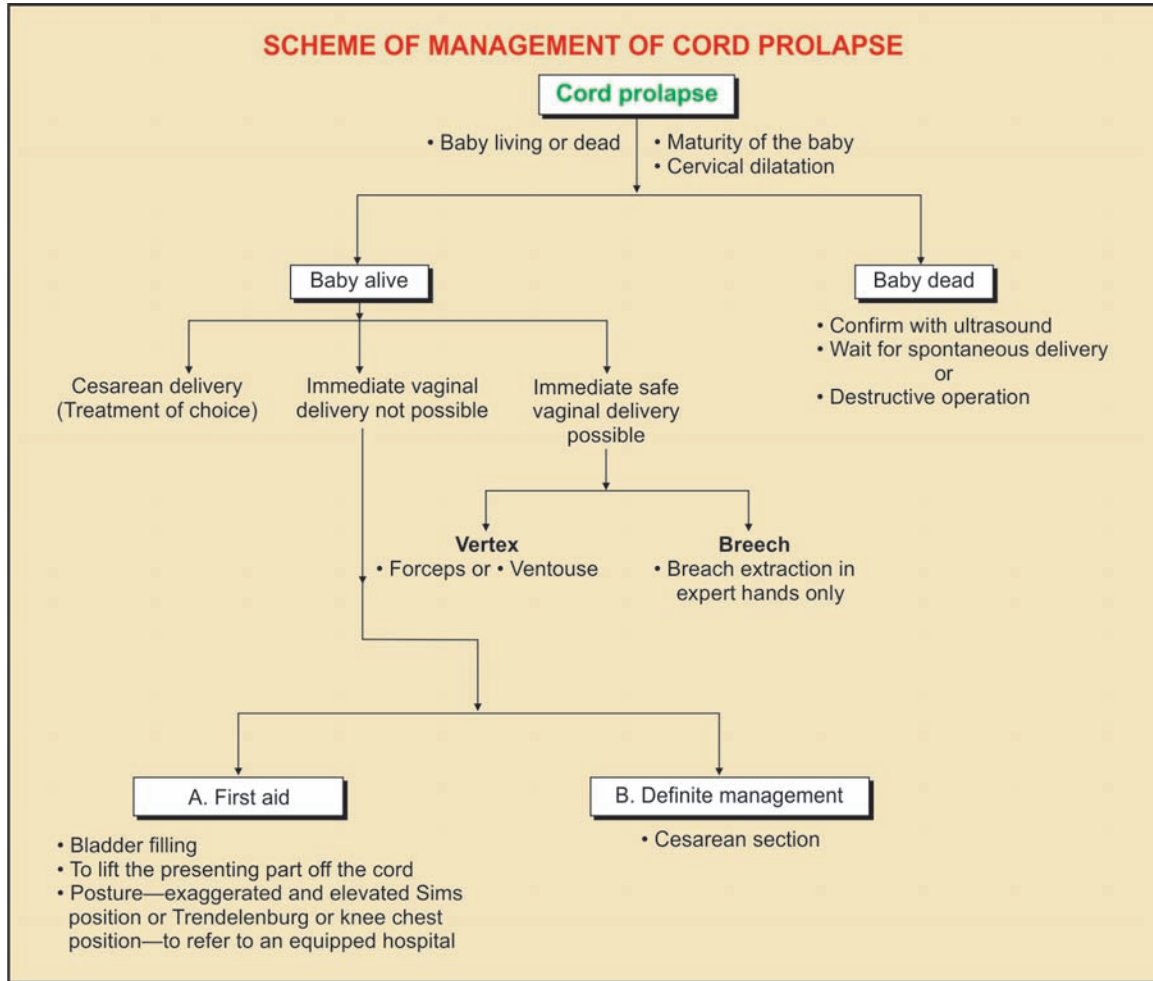 SCHEME OF MANAGEMENT OF CORD PROLAPSE
Cord prolapse
• Baby living or dead
• Maturity of the baby
• Cervical dilatation
Baby alive
Baby dead
• Confirm with ultrasound
• Wait for spontaneous delivery
or
• Destructive operation
Cesarean delivery
(Treatment of choice)
Immediate vaginal
delivery not possible
Immediate safe
vaginal delivery
possible
Vertex
• Forceps or • Ventouse
Breech
• Breach extraction in
expert hands only
A. First aid
• Bladder filling
• To lift the presenting part off the cord
• Posture—exaggerated and elevated Sims
position or Trendelenburg or knee chest
position—to refer to an equipped hospital
B. Definite management
• Cesarean section